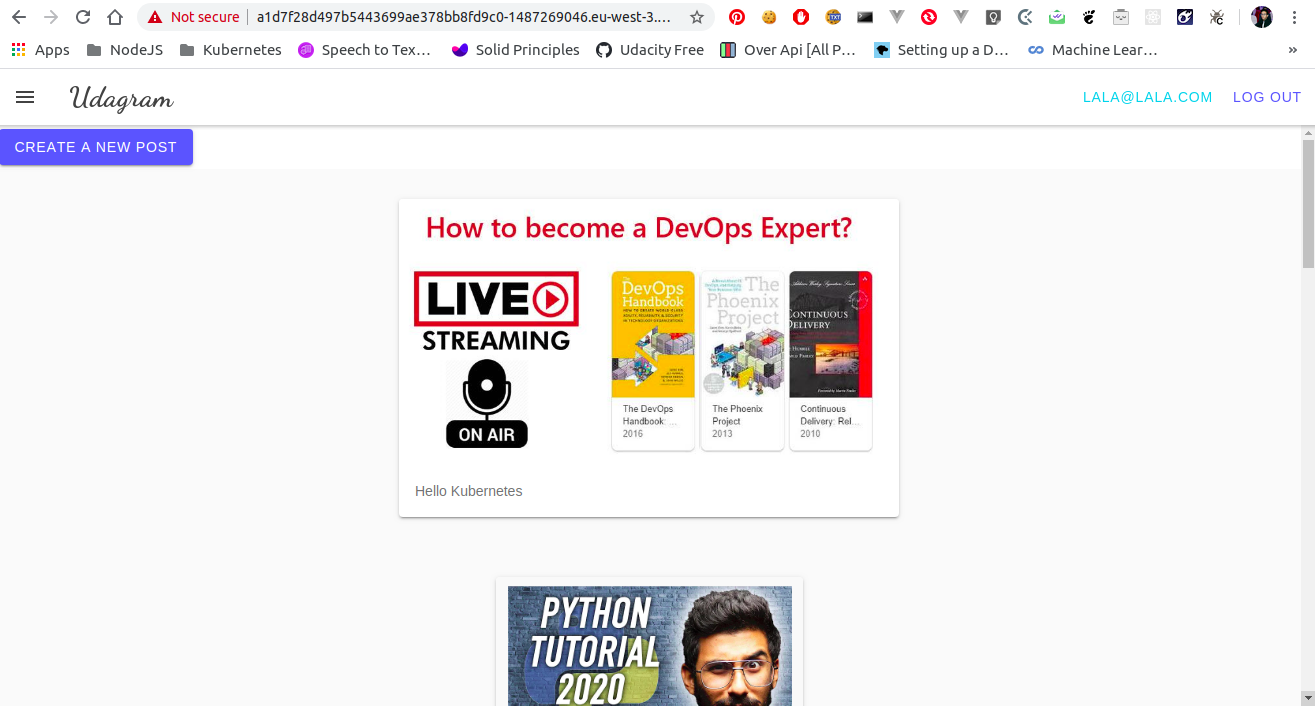 Not secure
a1d7f28d497b5443699ae378bb8fd9c0-1487269046.eu-west-3....
Apps
NodeJS
Kubernetes
Speech to Tex...
Solid Principles
Udacity Free
Over Api [All P...
Setting up a D...
Machine Lear...
»
Udagram
LALA@LALA.COM
LOG OUT
CREATE A NEW POST
How to become a DevOps Expert?
LIVE
STREAMING
ON AIR
The
DevOps
Handbook
The
Phoenix
Project
CONTINUOUS
DELIVERY
The DevOps
Handbook: ...
2016
The Phoenix
Project
2013
Continuous
Delivery: Rel...
2010
Hello Kubernetes
PYTHON
TUTORIAL
2020